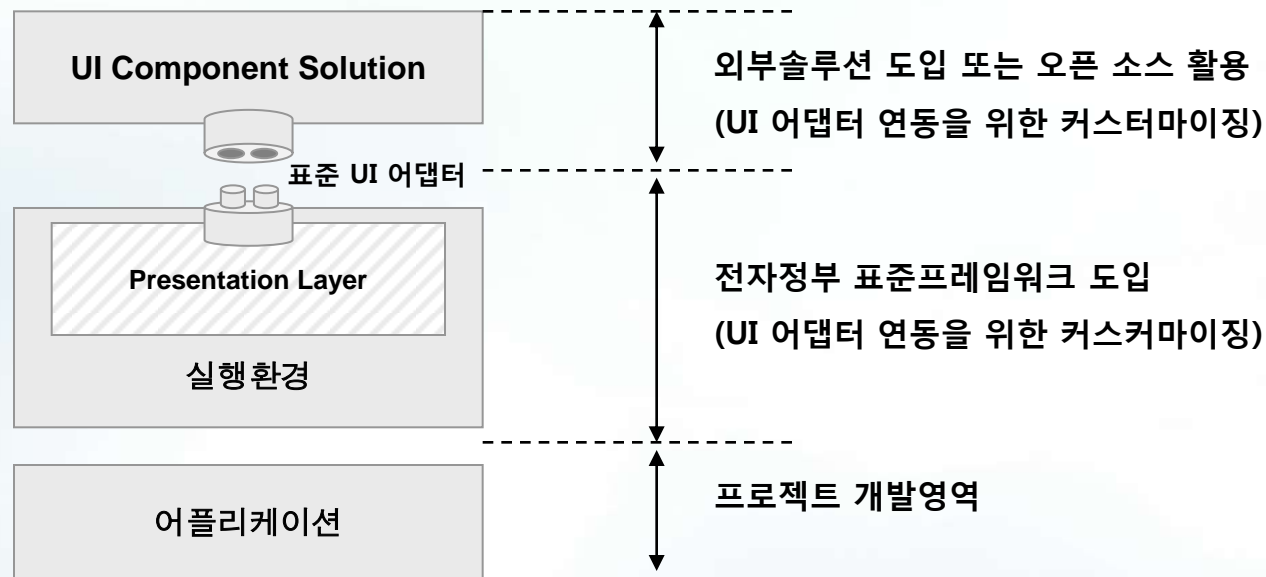 UI Component Solution
외부솔루션 도입 또는 오픈 소스 활용
(UI 어댑터 연동을 위한 커스터마이징)
표준 UI 어댑터
Presentation Layer
실행환경
전자정부 표준프레임워크 도입
(UI 어댑터 연동을 위한 커스커마이징)
어플리케이션
프로젝트 개발영역